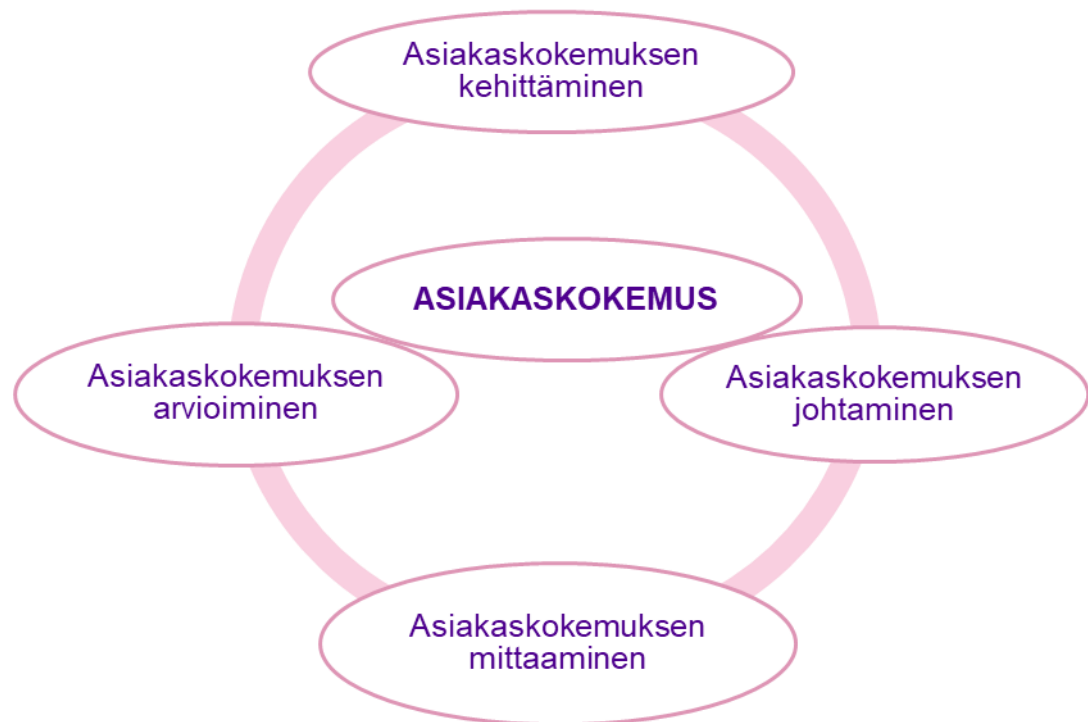 Asiakaskokemuksen
kehittäminen
ASIAKASKOKEMUS
Asiakaskokemuksen
arvioiminen
Asiakaskokemuksen
johtaminen
Asiakaskokemuksen
mittaaminen